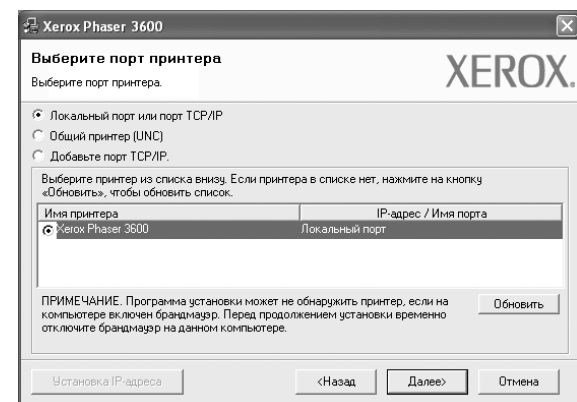 Xerox Phaser 3600
Выберите порт принтера
Выберите порт принтера.
XEROX.
Локальный порт или порт TCP/IP
Общий принтер (UNC)
Добавьте порт TCP/IP.
Выберите принтер из списка внизу. Если принтера в списке нет, нажмите на кнопку
«Обновить», чтобы обновить список.
Имя принтера IP-адрес / Имя порта
Xerox Phaser 3600 Локальный порт
ПРИМЕЧАНИЕ. Программа установки может не обнаружить принтер, если на
компьютере включен брандмауэр. Перед продолжением установки временно
отключите брандмауэр на данном компьютере.
Обновить
Установка IP-адреса <Назад Далее> Отмена